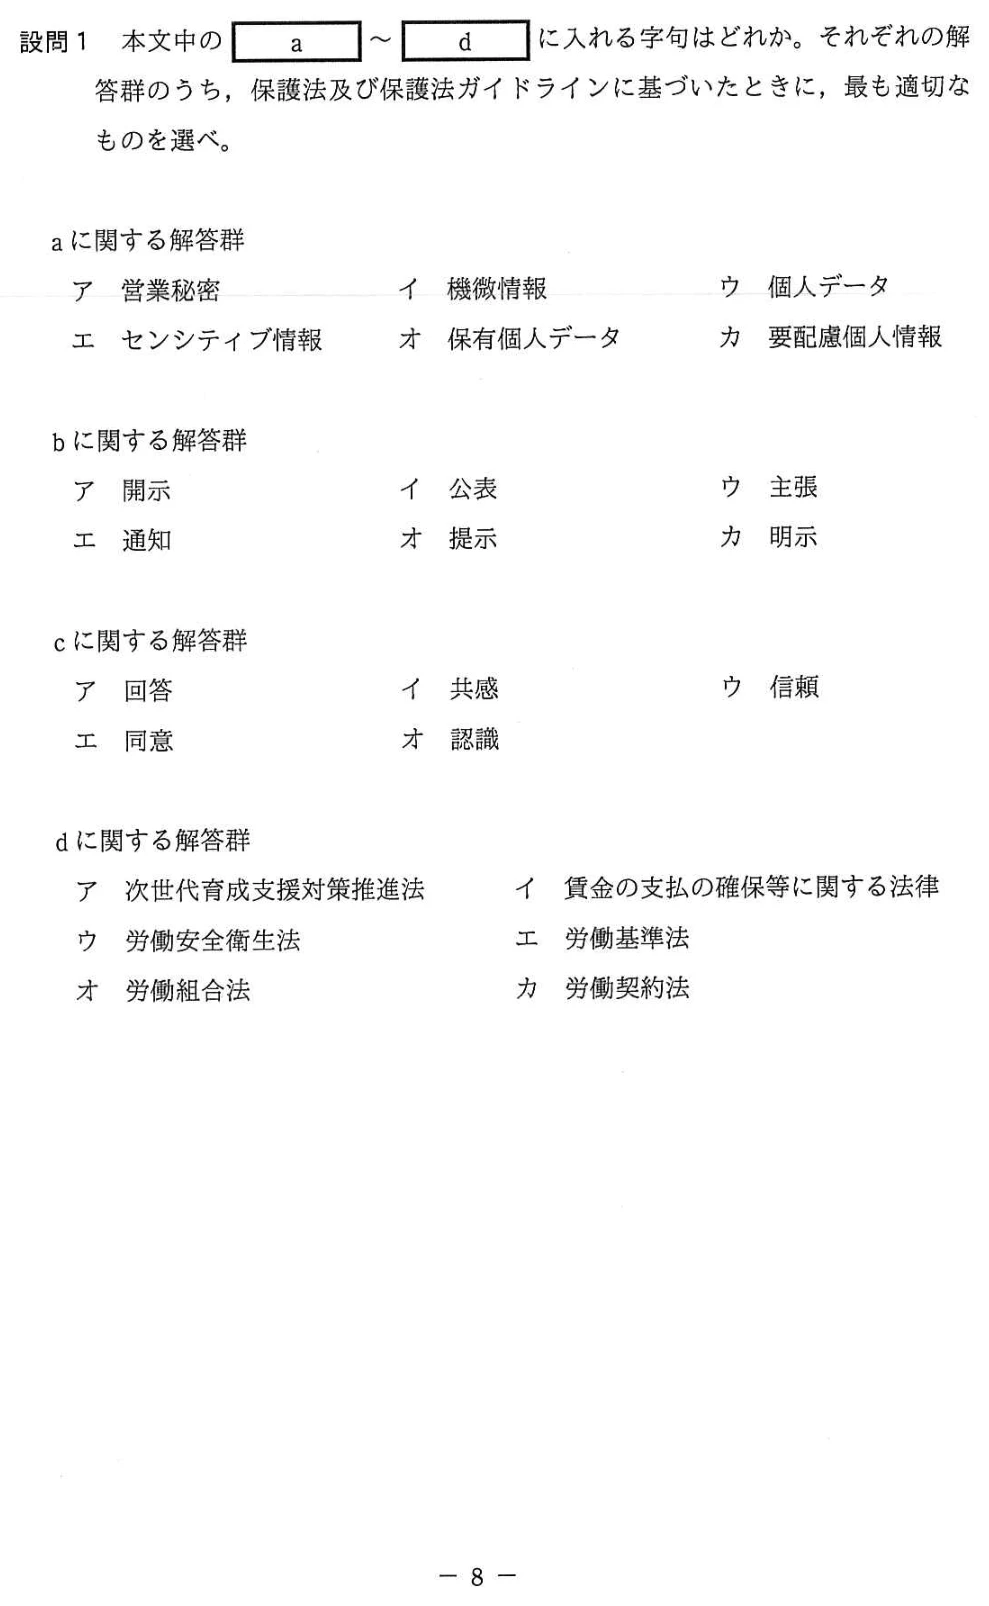 設問1 本文中の a ～ d に入れる字句はどれか。それぞれの解
答群のうち，保護法及び保護法ガイドラインに基づいたときに，最も適切な
ものを選べ。
aに関する解答群
ア 営業秘密 イ 機微情報 ウ 個人データ
エ センシティブ情報 オ 保有個人データ カ 要配慮個人情報
bに関する解答群
ア 開示 イ 公表 ウ 主張
エ 通知 オ 提示 カ 明示
cに関する解答群
ア 回答 イ 共感 ウ 信頼
エ 同意 オ 認識
dに関する解答群
ア 次世代育成支援対策推進法 イ 賃金の支払の確保等に関する法律
ウ 労働安全衛生法 エ 労働基準法
オ 労働組合法 カ 労働契約法
－ 8 －